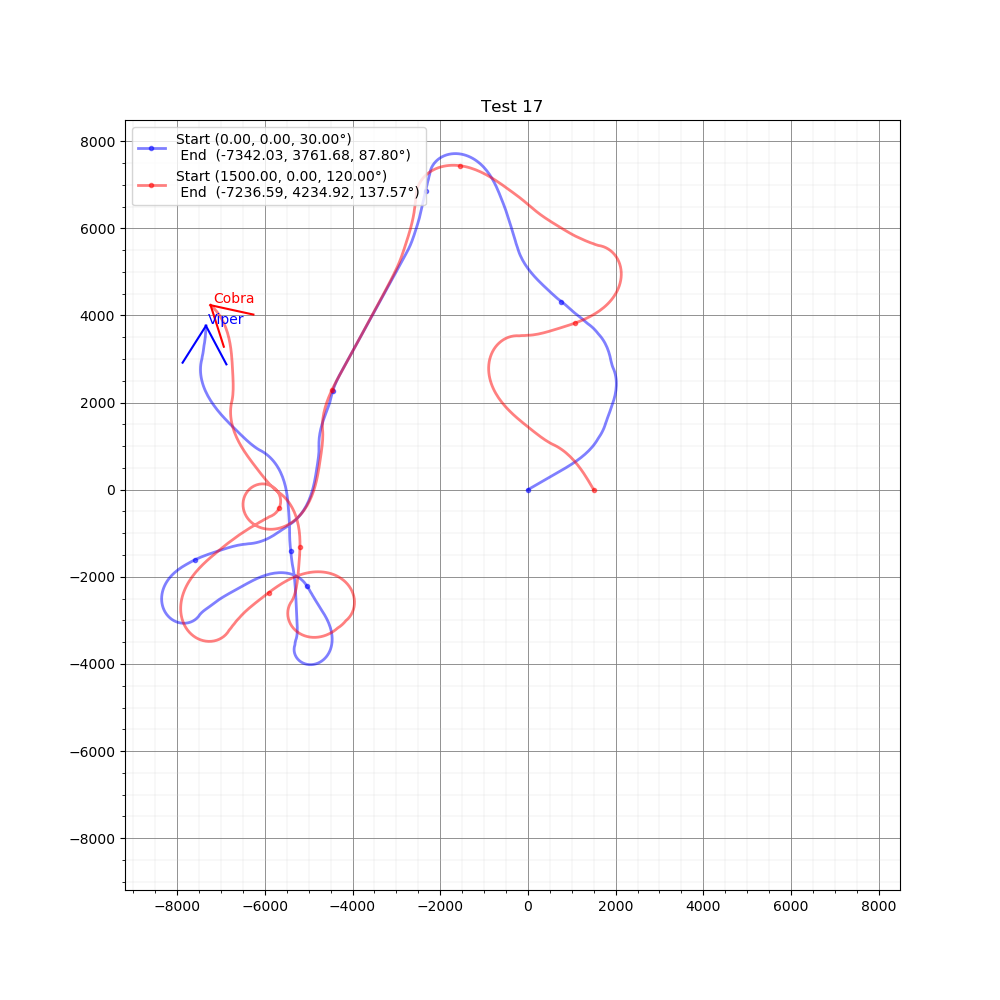 Test 17
Start (0.00, 0.00, 30.00°)
End (-7342.03, 3761.68, 87.80°)
Start (1500.00, 0.00, 120.00°)
End (-7236.59, 4234.92, 137.57°)
Cobra
Viper
8000
6000
4000
2000
0
−2000
−4000
−6000
−8000
−8000 −6000 −4000 −2000 0 2000 4000 6000 8000